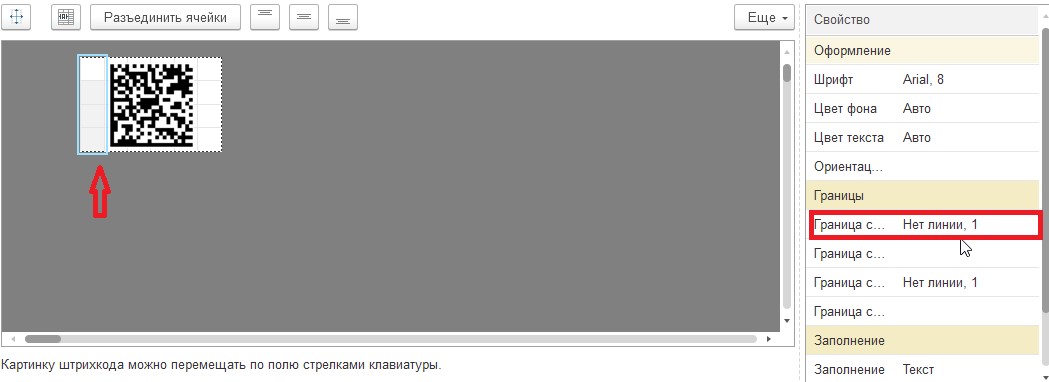 Разъединить ячейки
Еще
Свойство
Оформление
Шрифт Arial, 8
Цвет фона Авто
Цвет текста Авто
Ориентац...
Границы
Граница с... Нет линии, 1
Граница с...
Граница с... Нет линии, 1
Граница с...
Заполнение
Заполнение Текст
Картинку штрихкода можно перемещать по полю стрелками клавиатуры.